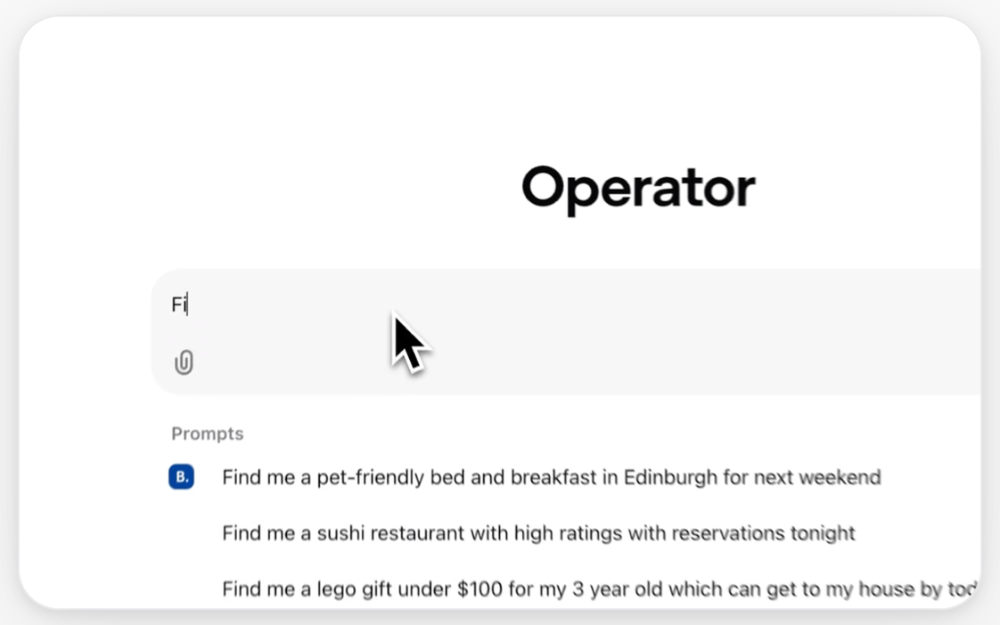 Operator
Fi
Prompts
B.
Find me a pet-friendly bed and breakfast in Edinburgh for next weekend
Find me a sushi restaurant with high ratings with reservations tonight
Find me a lego gift under $100 for my 3 year old which can get to my house by